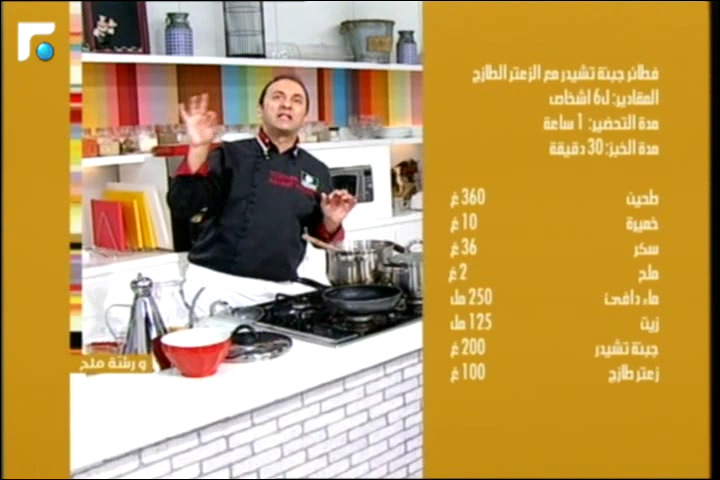 فطائر جبنة تشيدر مع الزعتر الطازج
المقادير: ل6 اشخاص
مدة التحضير: 1 ساعة
مدة الخبز: 30 دقيقة
طحين 360 غ
خميرة 10 غ
سكر 36 غ
ملح 2 غ
ماء دافئ 250 مل
زيت 125 مل
جبنة تشيدر 200 غ
زعتر طازج 100 غ
و رشة ملح